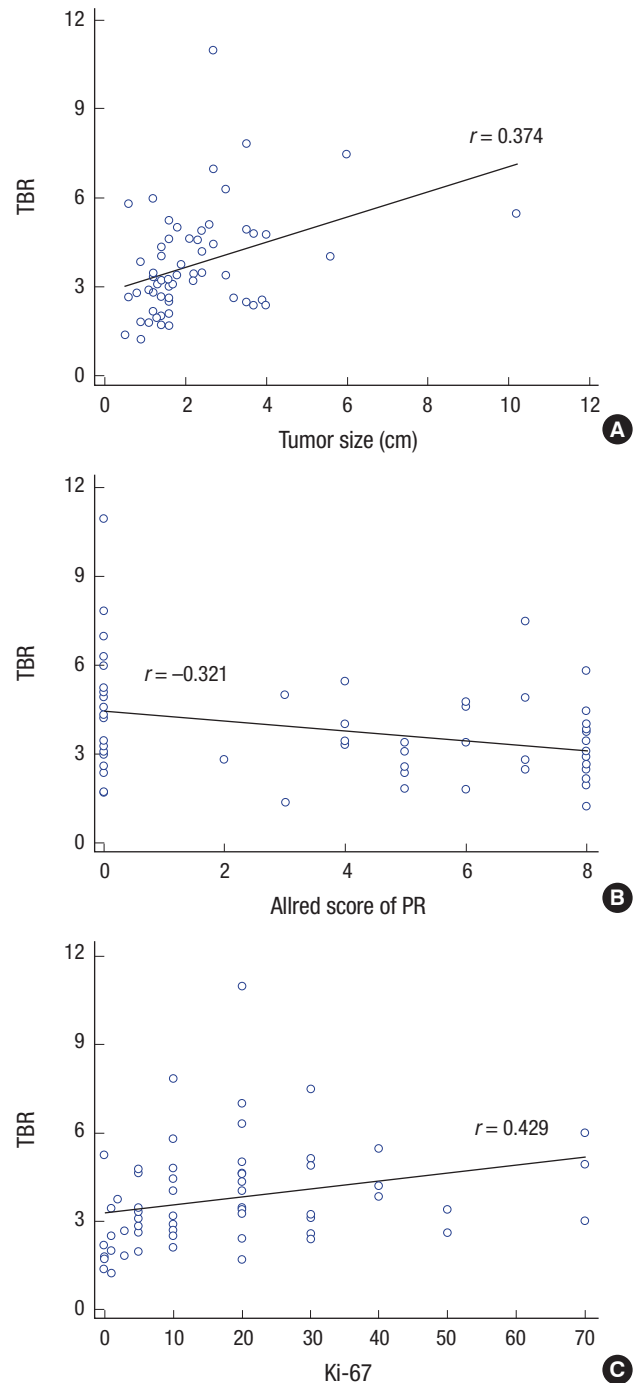 12
9
6
3
0
TBR
r = 0.374
0 2 4 6 8 10 12
Tumor size (cm)
A
12
9
6
3
0
TBR
r = –0.321
0 2 4 6 8
Allred score of PR
B
12
9
6
3
0
TBR
r = 0.429
0 10 20 30 40 50 60 70
Ki-67
C